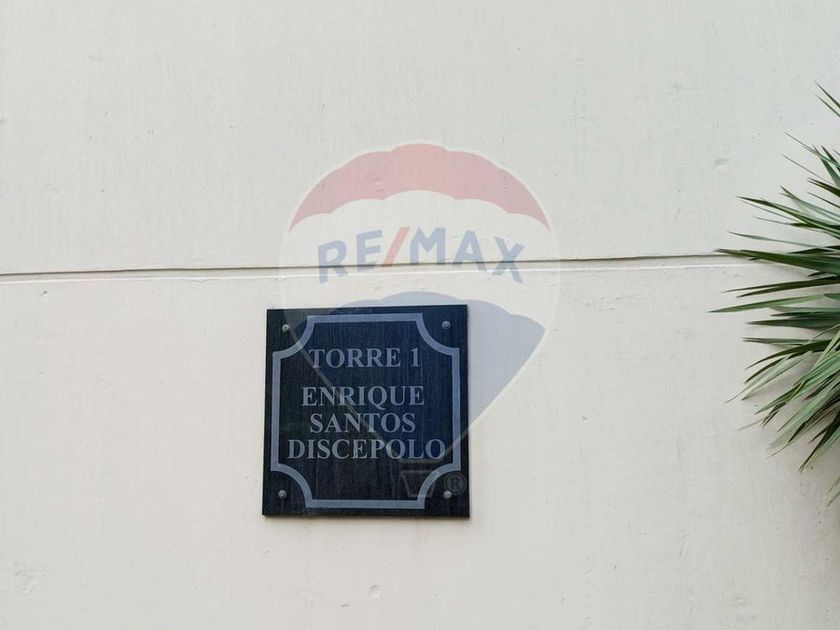 RE/MAX
TORRE 1
ENRIQUE
SANTOS
DISCEPOLO
®